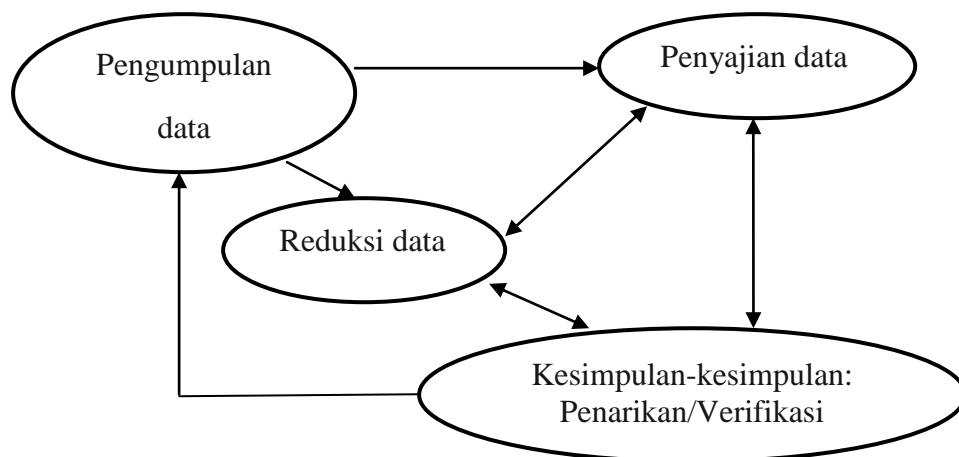 Pengumpulan
data
Penyajian data
Reduksi data
Kesimpulan-kesimpulan:
Penarikan/Verifikasi